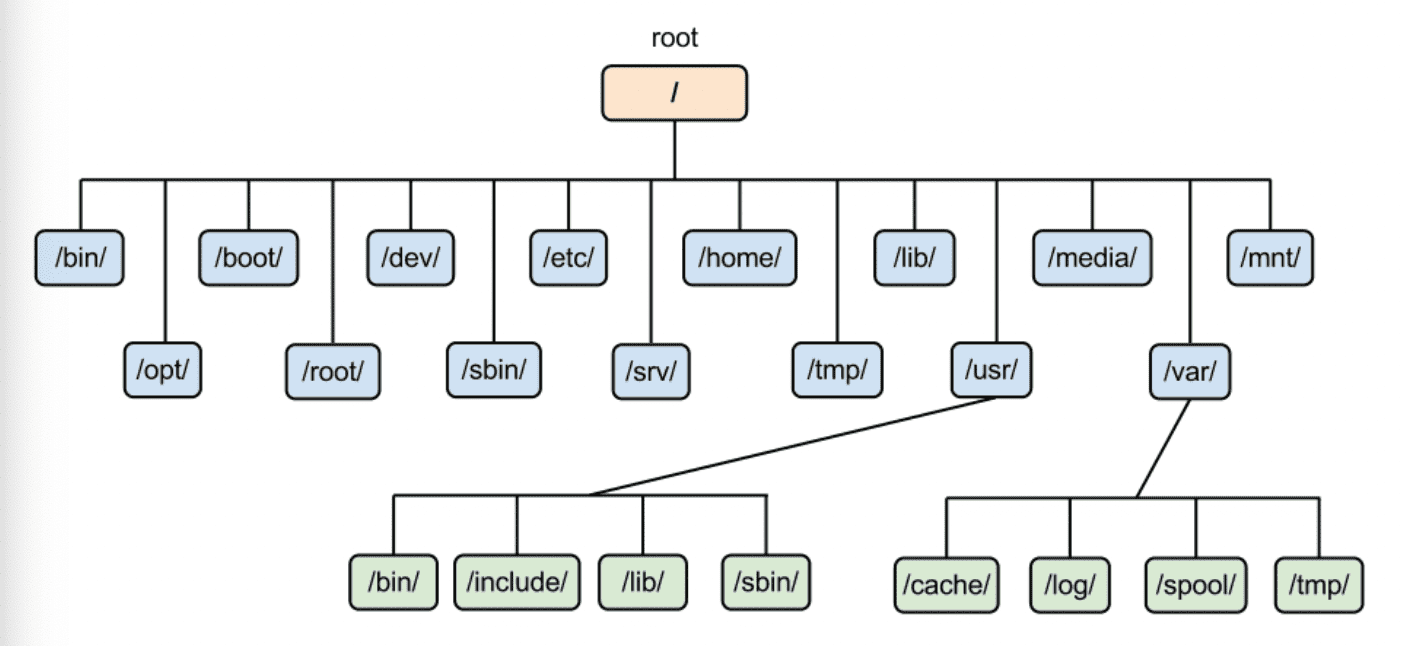 root
/
/bin/ /boot/ /dev/ /etc/ /home/ /lib/ /media/ /mnt/
/opt/ /root/ /sbin/ /srv/ /tmp/ /usr/ /var/
/bin/ /include/ /lib/ /sbin/ /cache/ /log/ /spool/ /tmp/